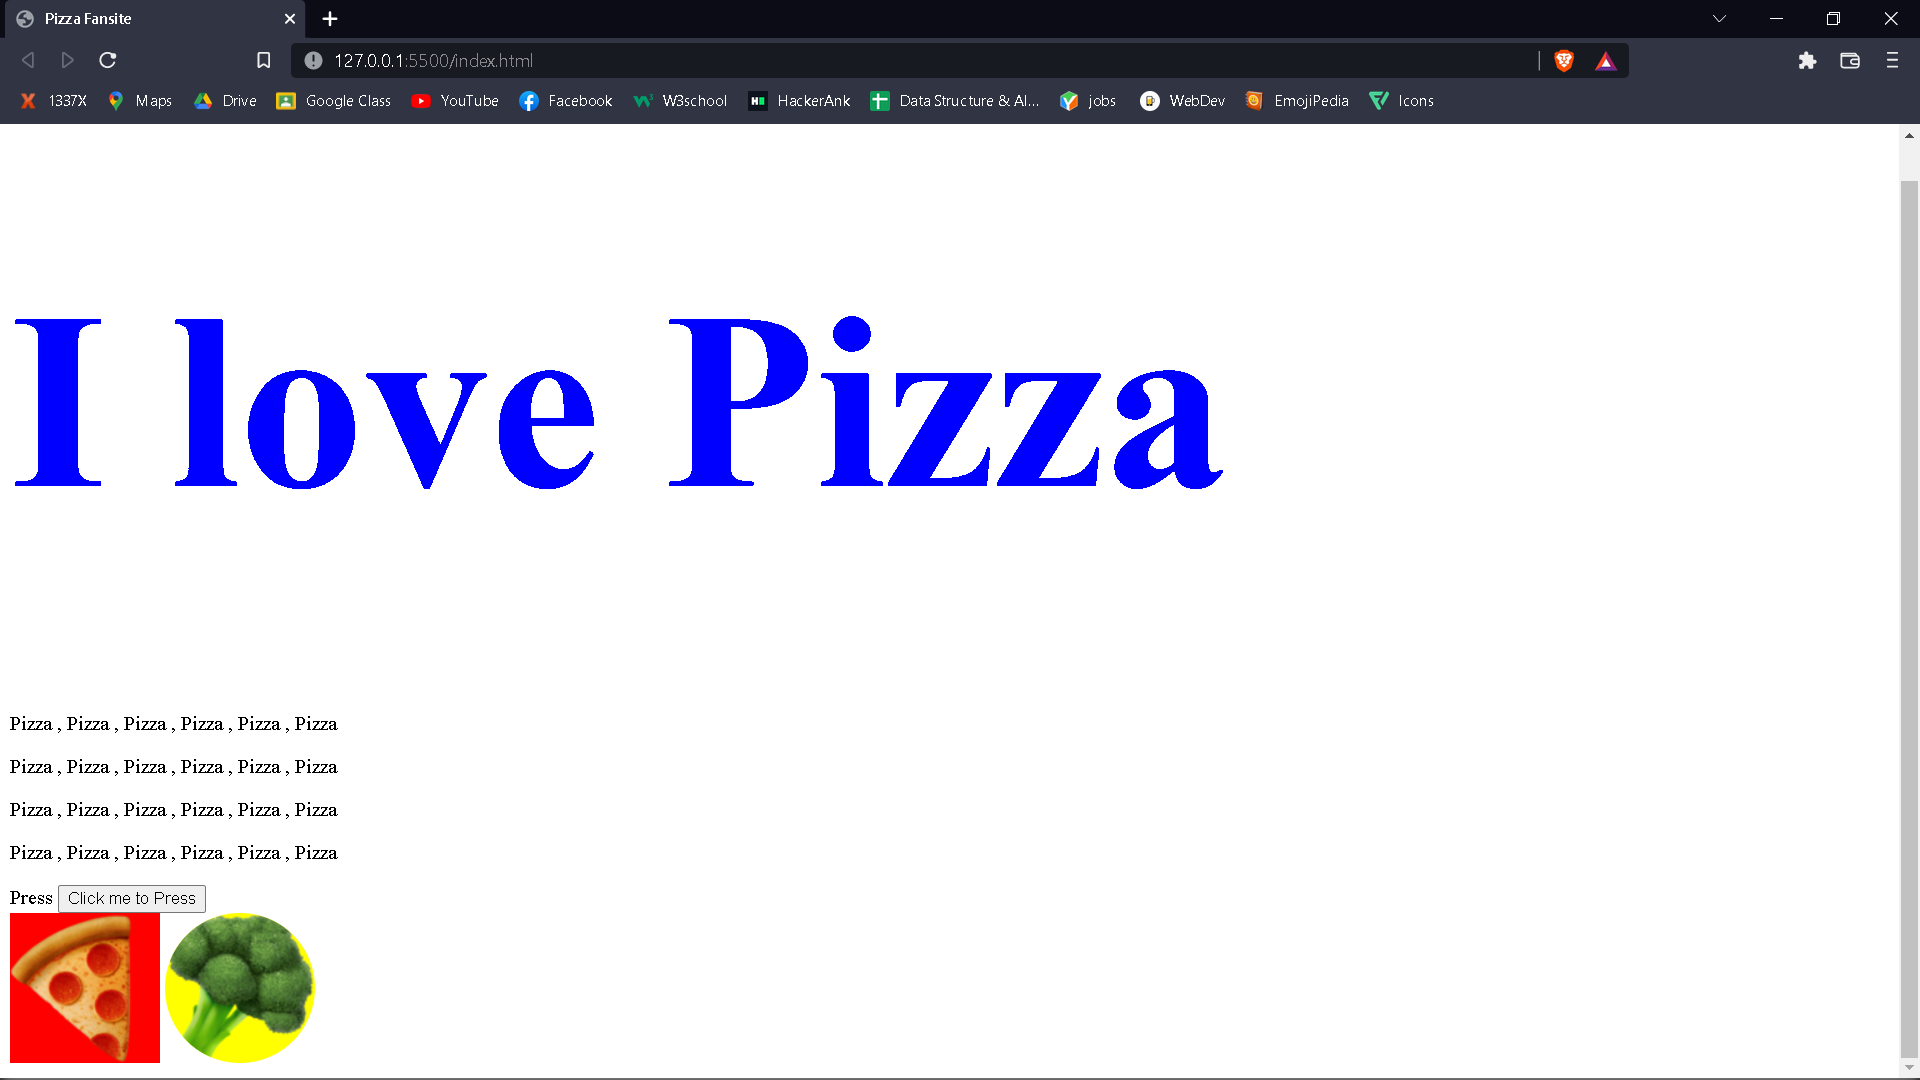 Pizza Fansite
127.0.0.1:5500/index.html
1337X Maps Drive Google Class YouTube Facebook W3school HackerAnk Data Structure & Al... jobs WebDev EmojiPedia Icons
I love Pizza
Pizza , Pizza , Pizza , Pizza , Pizza , Pizza
Pizza , Pizza , Pizza , Pizza , Pizza , Pizza
Pizza , Pizza , Pizza , Pizza , Pizza , Pizza
Pizza , Pizza , Pizza , Pizza , Pizza , Pizza
Press Click me to Press